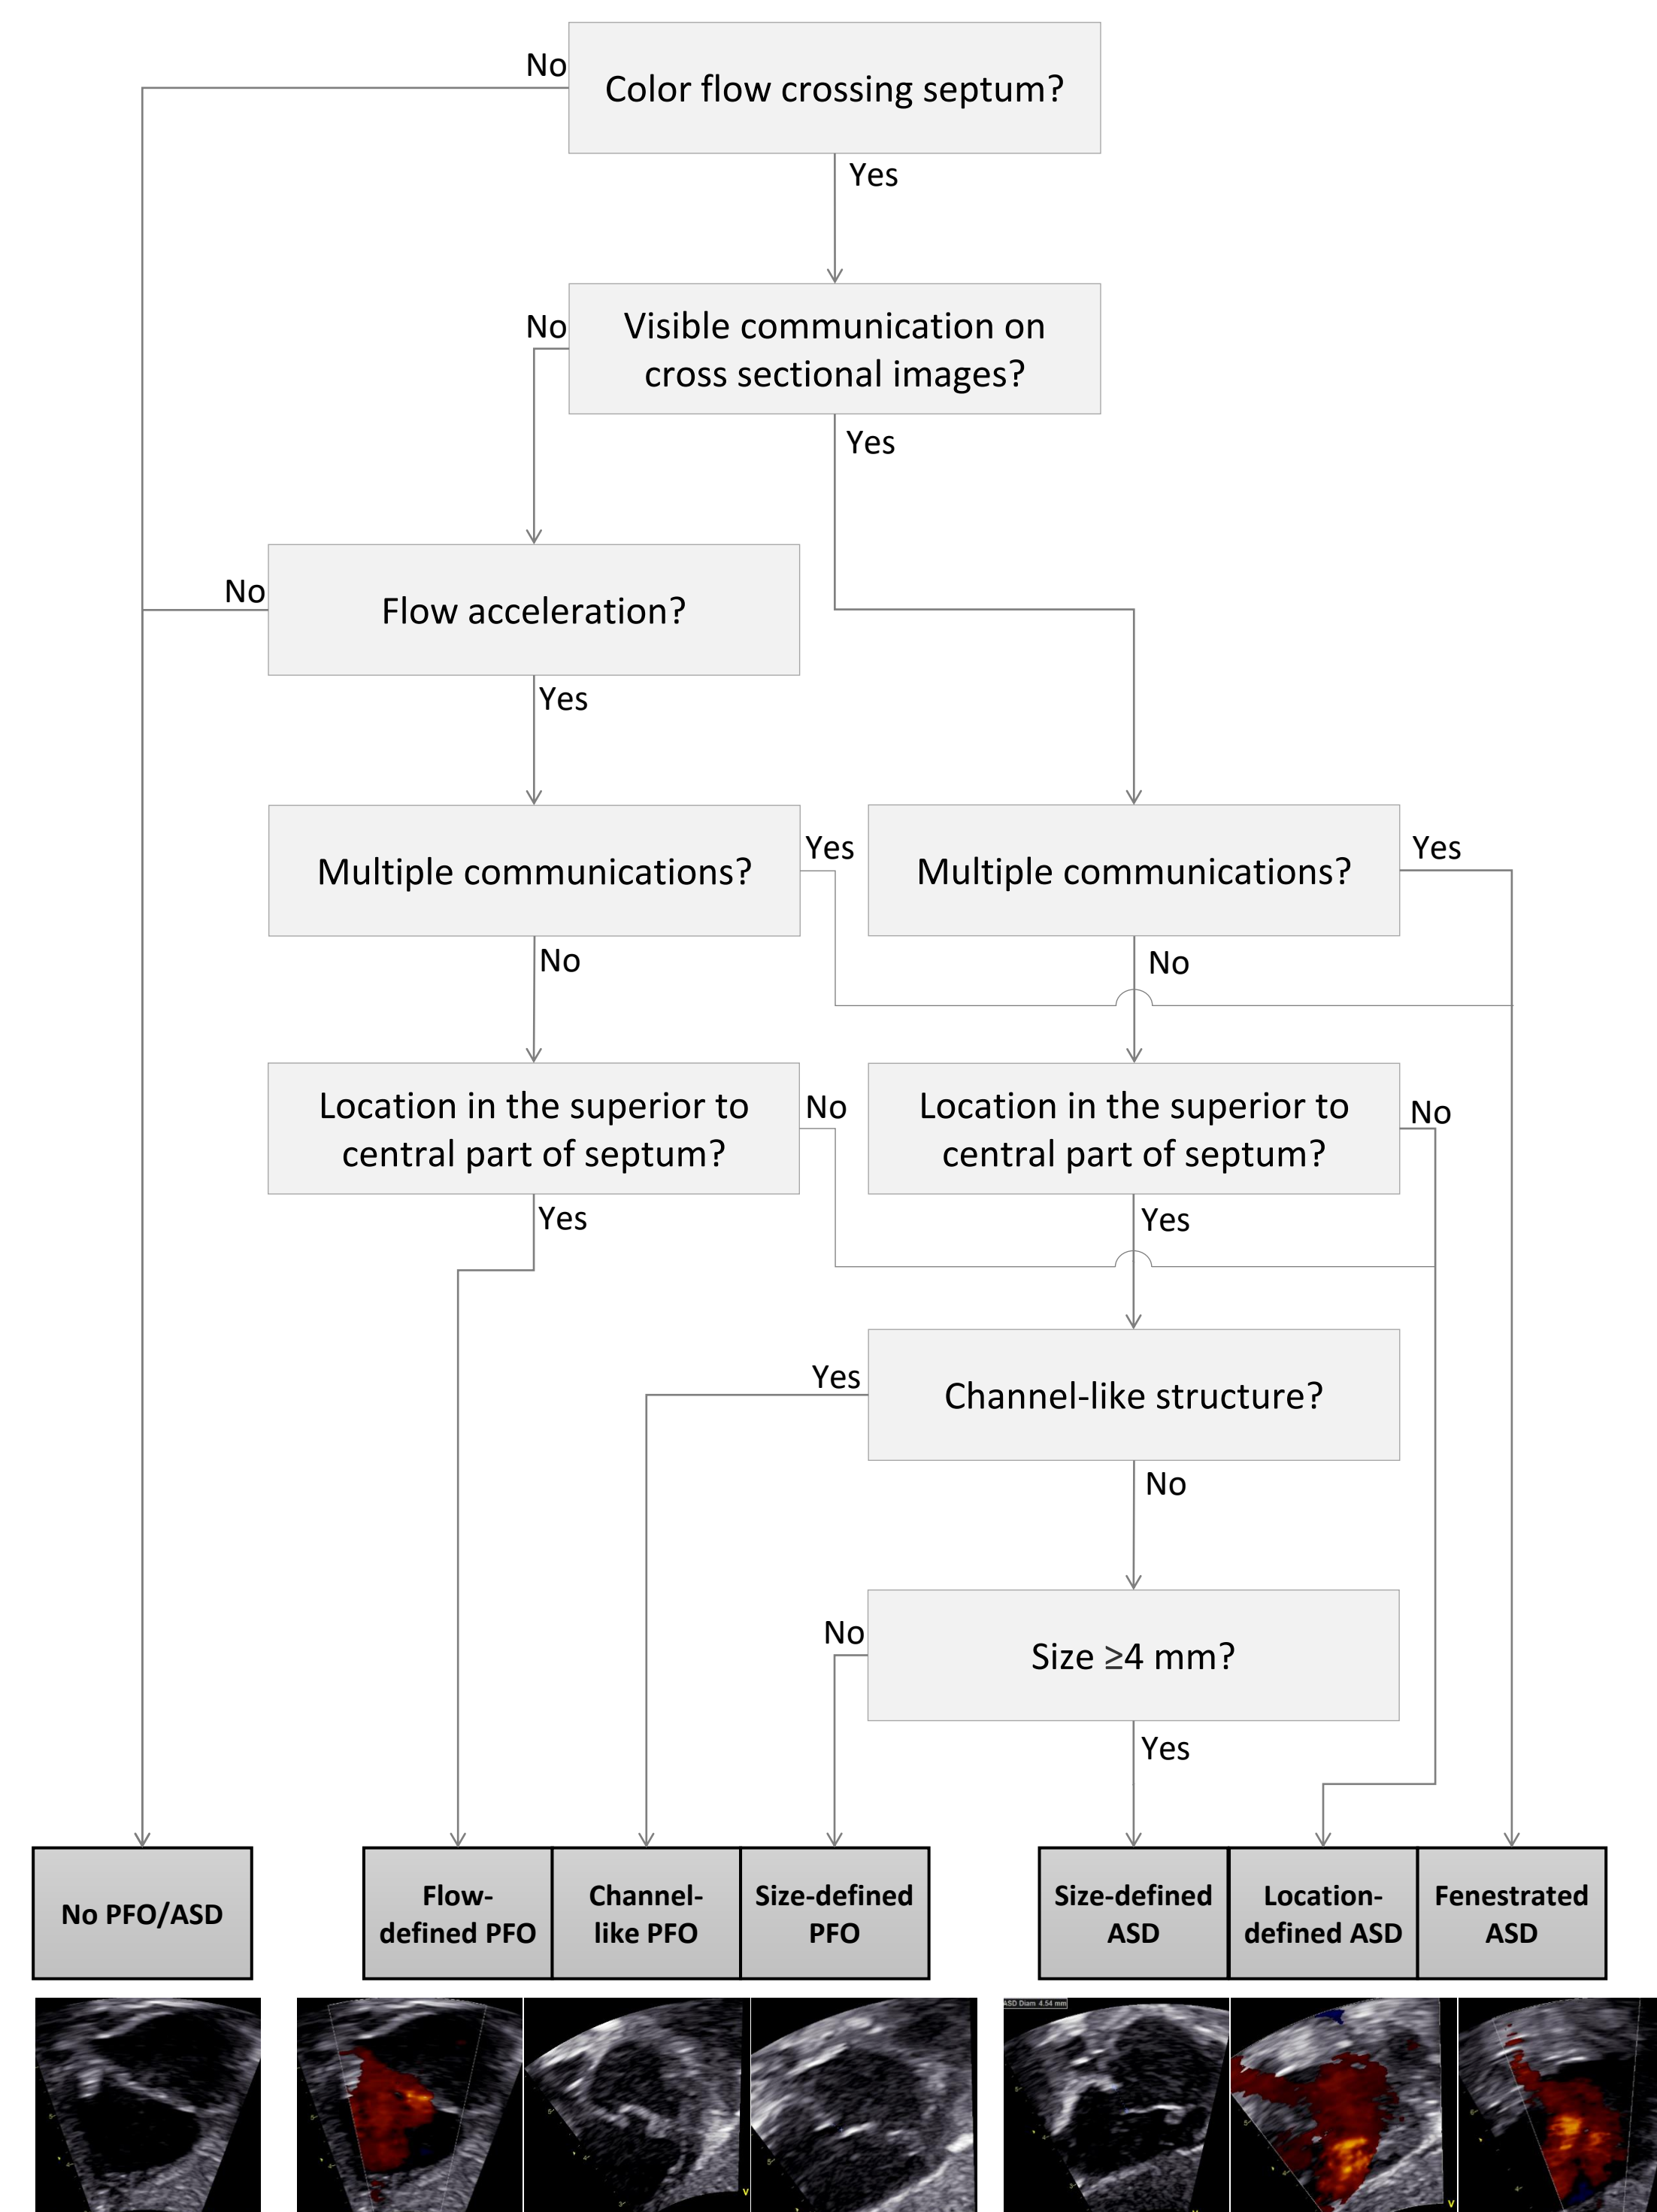 No
Color flow crossing septum?
Yes
No
Visible communication on
cross sectional images?
Yes
No
Flow acceleration?
Yes
Multiple communications?
Yes
Multiple communications?
Yes
No
No
Location in the superior to
central part of septum?
No
Location in the superior to
central part of septum?
No
Yes
Yes
Yes
Channel-like structure?
No
No
Size ≥4 mm?
Yes
No PFO/ASD
Flow-
defined PFO
Channel-
like PFO
Size-defined
PFO
Size-defined
ASD
Location-
defined ASD
Fenestrated
ASD
ASD Diam 4.54 mm
V
V